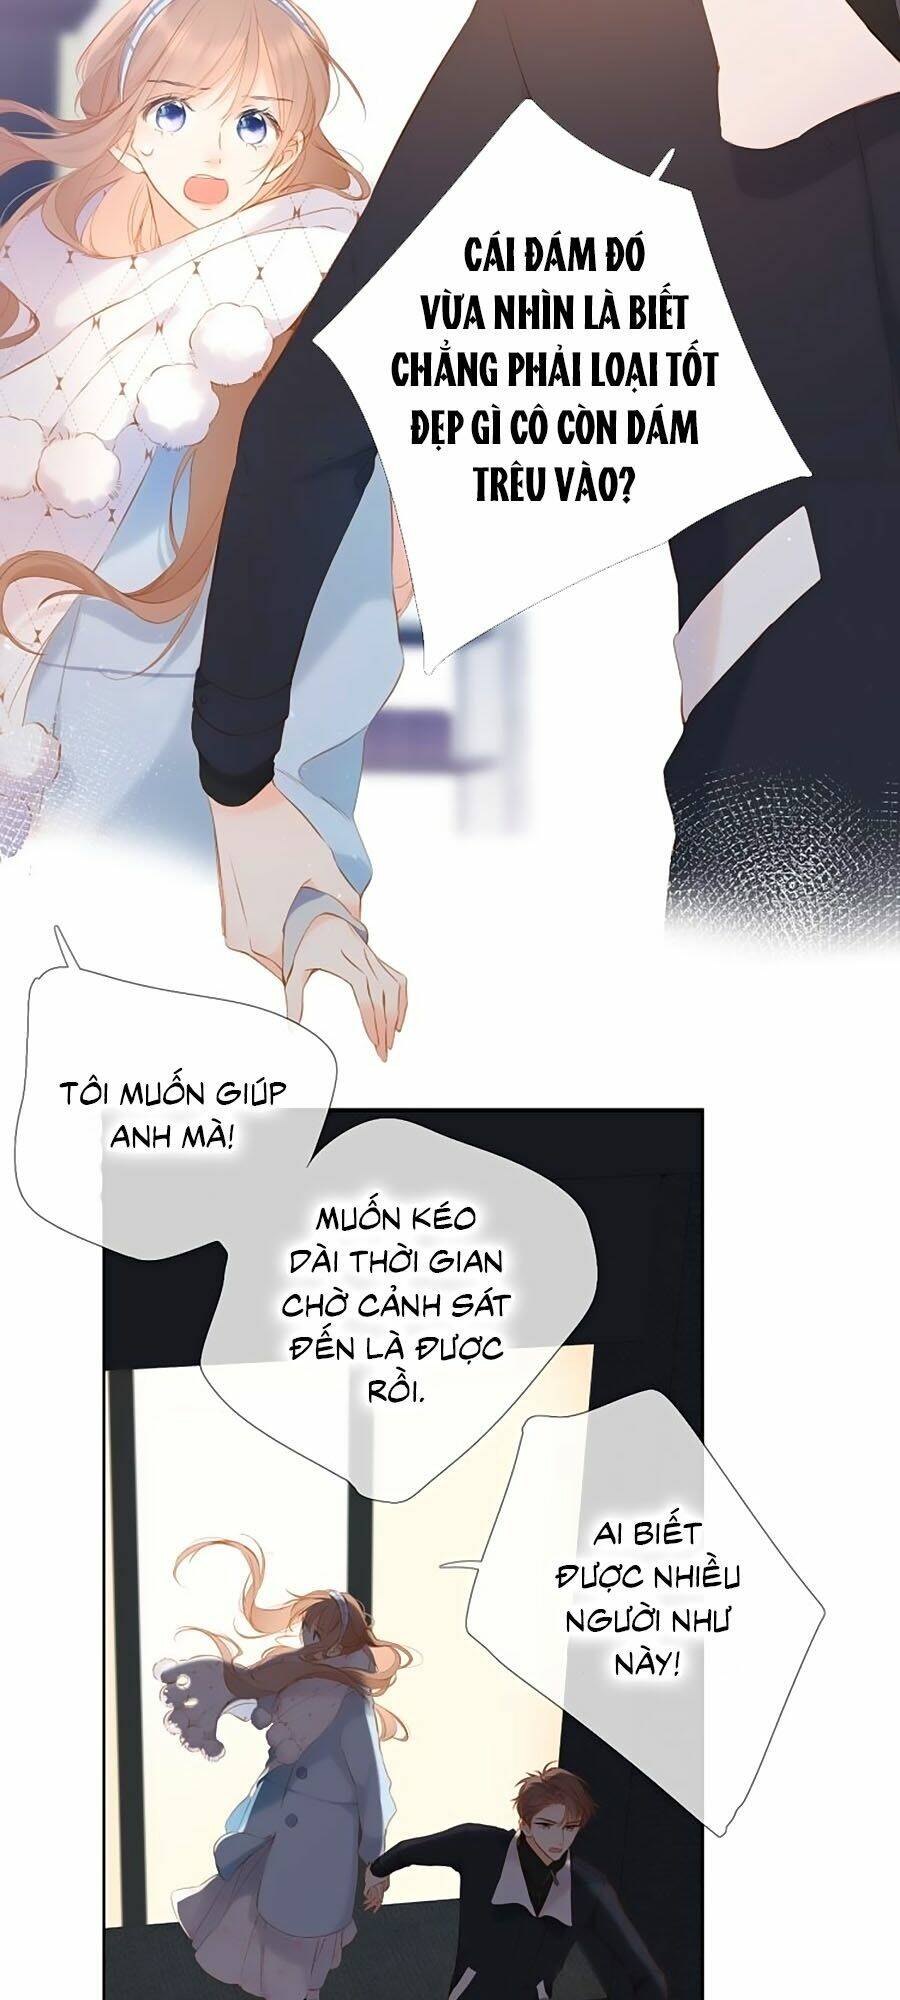 CÁI ĐÁM ĐÓ
VỪA NHÌN LÀ BIẾT
CHẲNG PHẢI LOẠI TỐT
ĐẸP GÌ CÔ CÒN DÁM
TRÊU VÀO?
TÔI MUỐN GIÚP
ANH MÀ!
MUỐN KÉO
DÀI THỜI GIAN
CHỜ CẢNH SÁT
ĐẾN LÀ ĐƯỢC
RỒI.
AI BIẾT
ĐƯỢC NHIỀU
NGƯỜI NHƯ
NÀY!